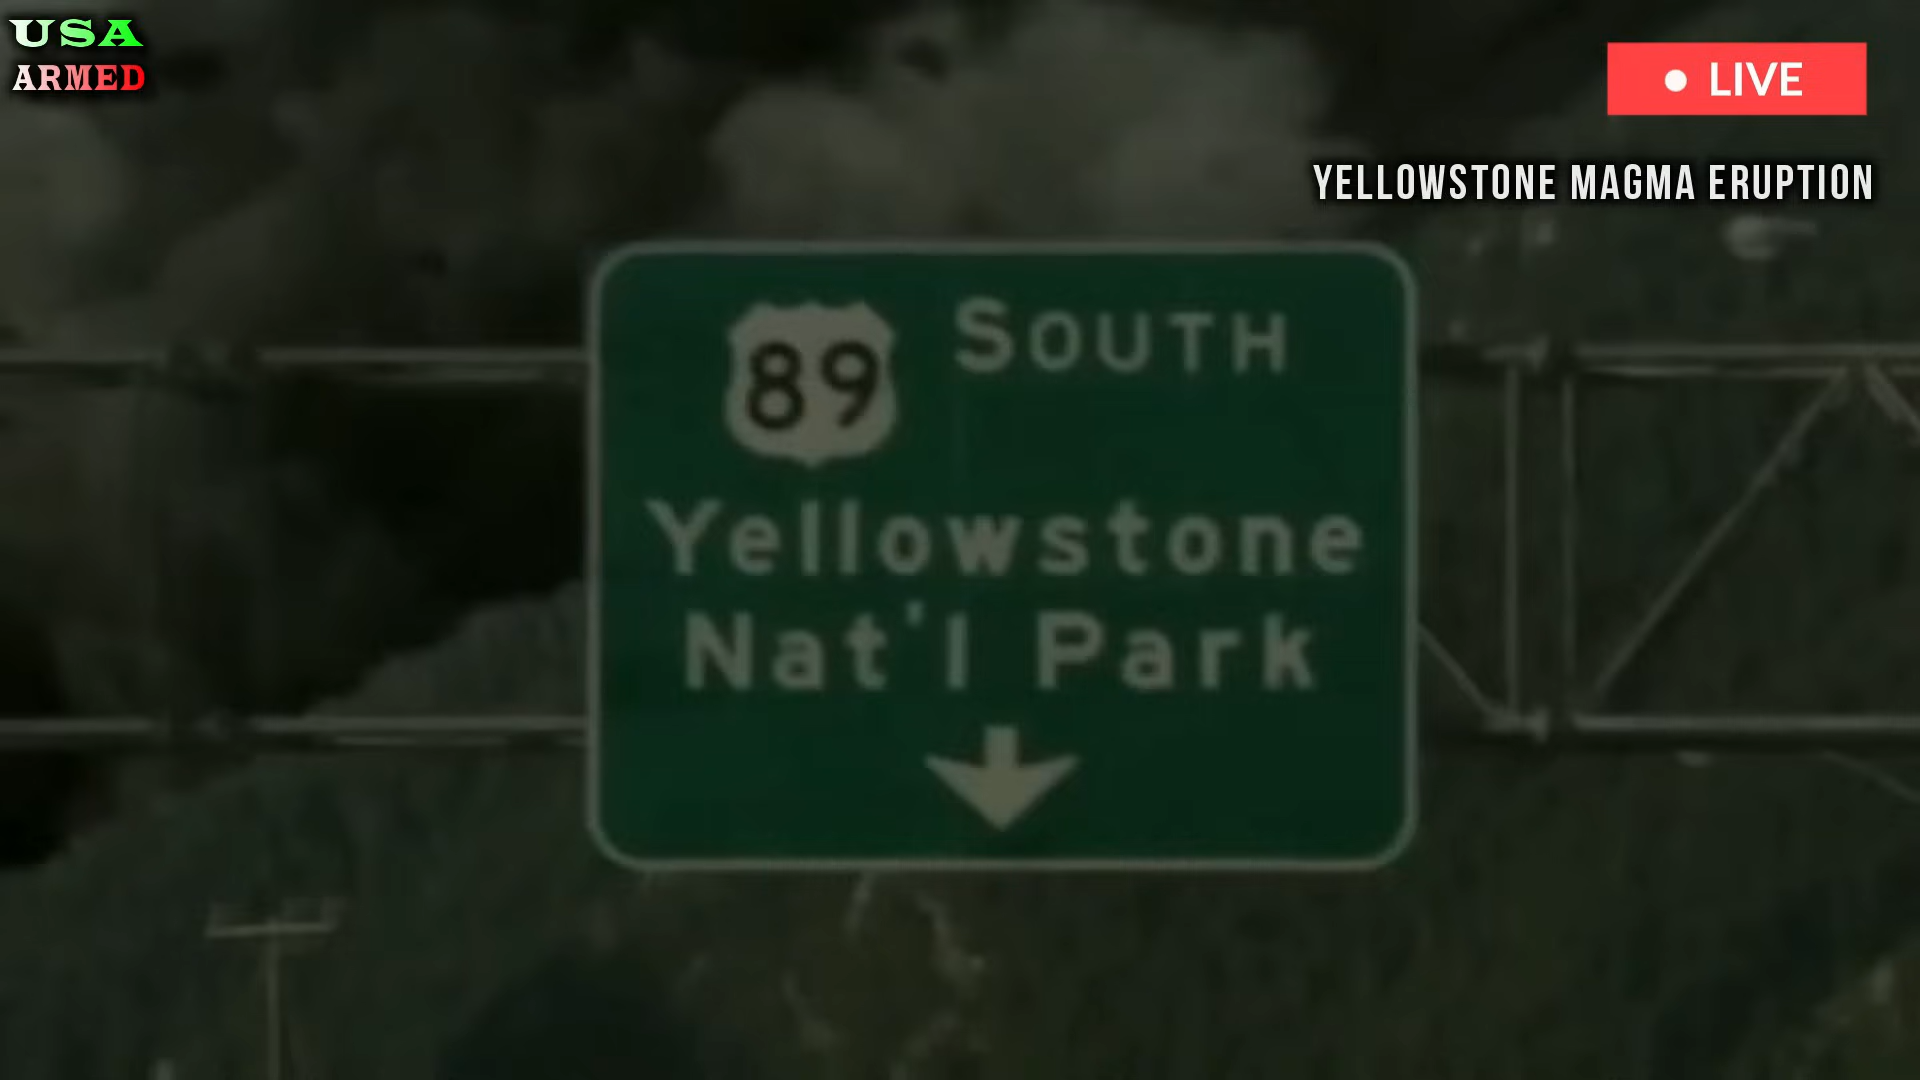 USA
ARMED
LIVE
YELLOWSTONE MAGMA ERUPTION
89 SOUTH
Yellowstone
Nat'l Park